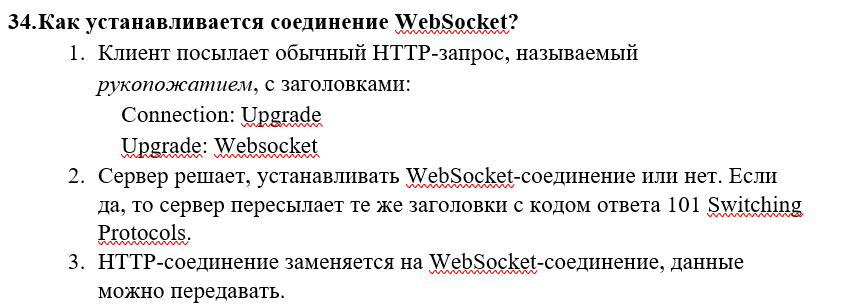 34.Как устанавливается соединение WebSocket?
1. Клиент посылает обычный HTTP-запрос, называемый
рукопожатием, с заголовками:
Connection: Upgrade
Upgrade: Websocket
2. Сервер решает, устанавливать WebSocket-соединение или нет. Если
да, то сервер пересылает те же заголовки с кодом ответа 101 Switching
Protocols.
3. HTTP-соединение заменяется на WebSocket-соединение, данные
можно передавать.